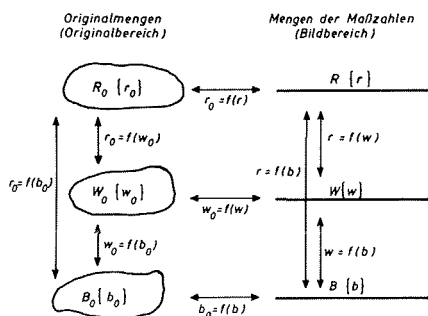 Originalmengen
(Originalbereich)
Mengen der Maßzahlen
(Bildbereich)
R₀ {r₀}
R {r}
r₀ = f(r)
r₀ = f(w₀)
r = f(w)
r₀ = f(b₀)
r = f(b)
W₀ {w₀}
W{w}
w₀ = f(w)
w₀ = f(b₀)
w = f(b)
B₀{b₀}
B {b}
b₀ = f(b)